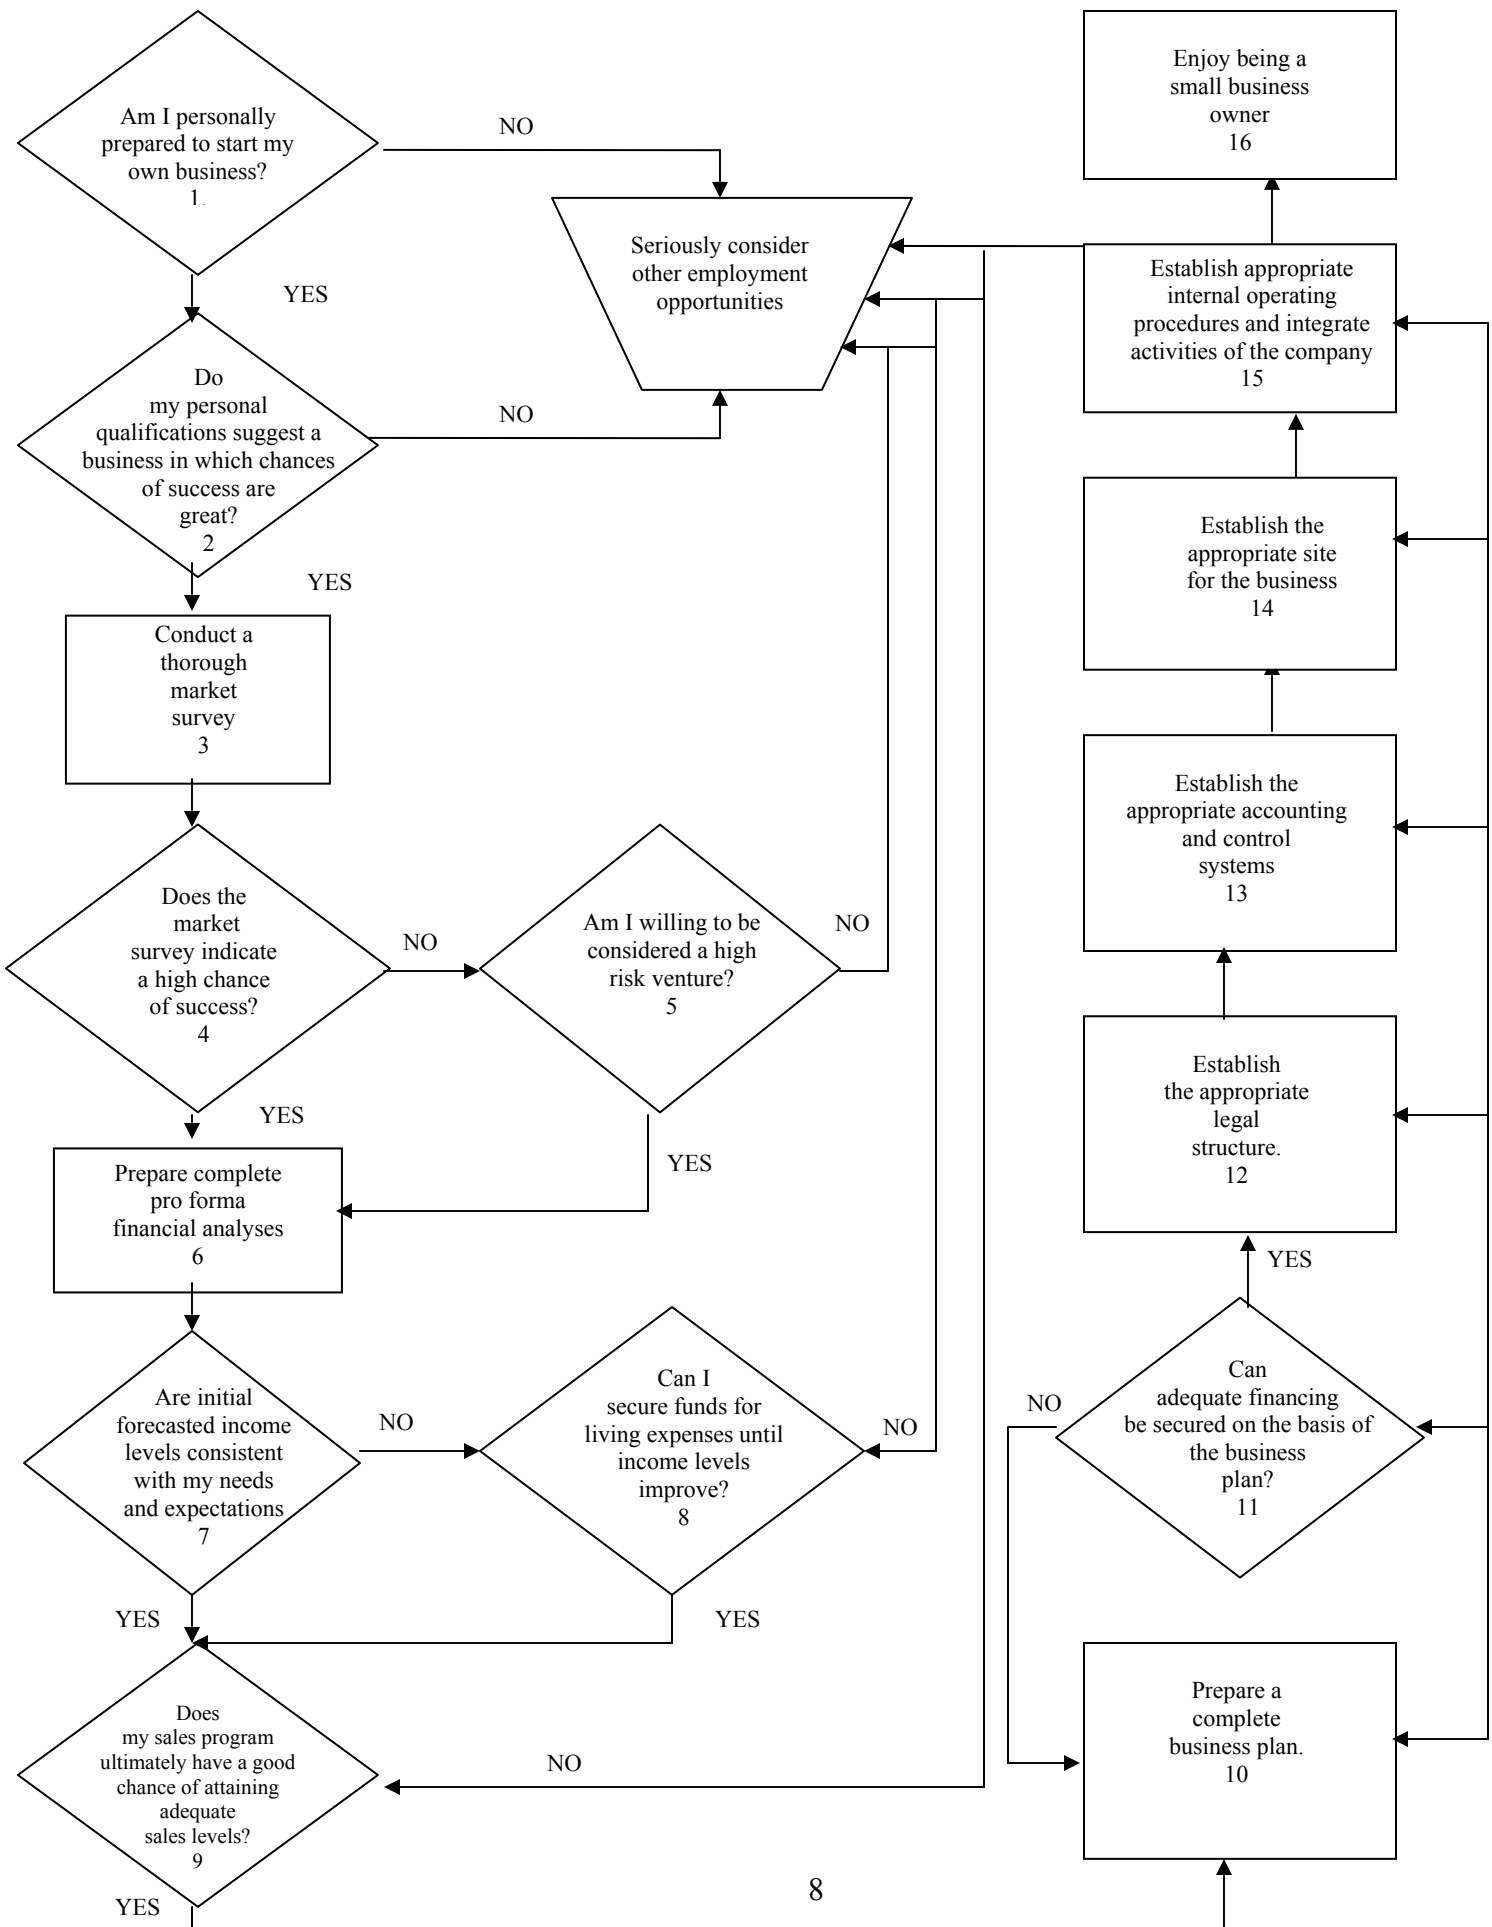 Am I personally
prepared to start my
own business?
1.
NO
YES
Seriously consider
other employment
opportunities
Do
my personal
qualifications suggest a
business in which chances
of success are
great?
2
NO
YES
Conduct a
thorough
market
survey
3
Does the
market
survey indicate
a high chance
of success?
4
NO
YES
Am I willing to be
considered a high
risk venture?
5
NO
YES
Prepare complete
pro forma
financial analyses
6
Are initial
forecasted income
levels consistent
with my needs
and expectations
7
NO
YES
Can I
secure funds for
living expenses until
income levels
improve?
8
NO
YES
Does
my sales program
ultimately have a good
chance of attaining
adequate
sales levels?
9
NO
YES
Enjoy being a
small business
owner
16
Establish appropriate
internal operating
procedures and integrate
activities of the company
15
Establish the
appropriate site
for the business
14
Establish the
appropriate accounting
and control
systems
13
Establish
the appropriate
legal
structure.
12
YES
Can
adequate financing
be secured on the basis of
the business
plan?
11
NO
Prepare a
complete
business plan.
10
8